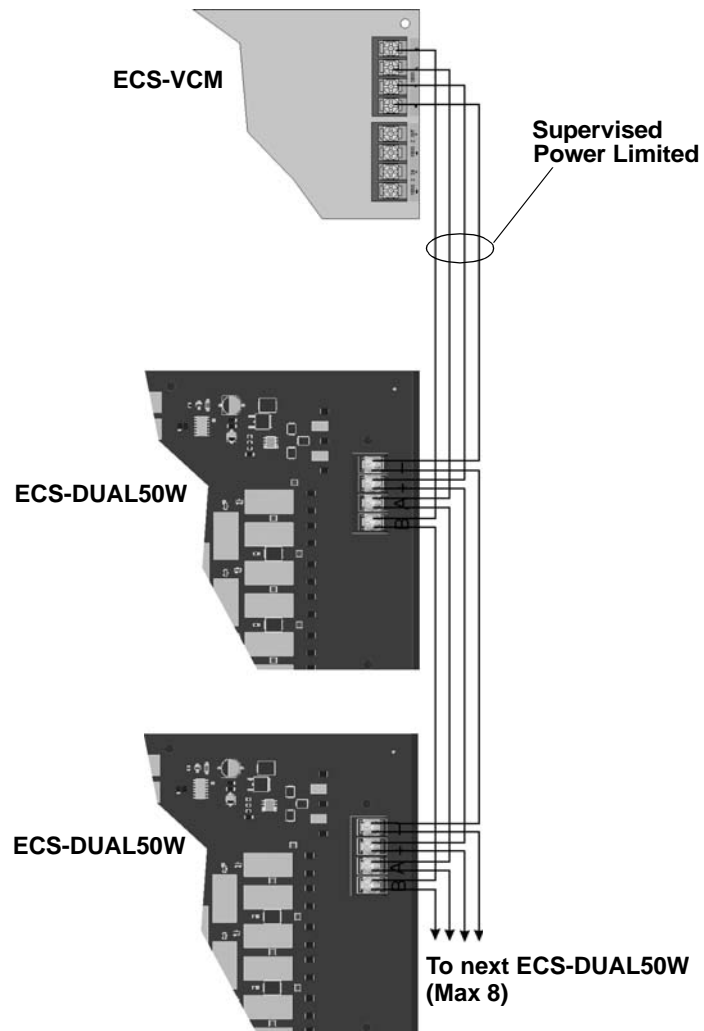 ECS-VCM
Supervised
Power Limited
ECS-DUAL50W
+
A
B
ECS-DUAL50W
+
A
B
To next ECS-DUAL50W
(Max 8)